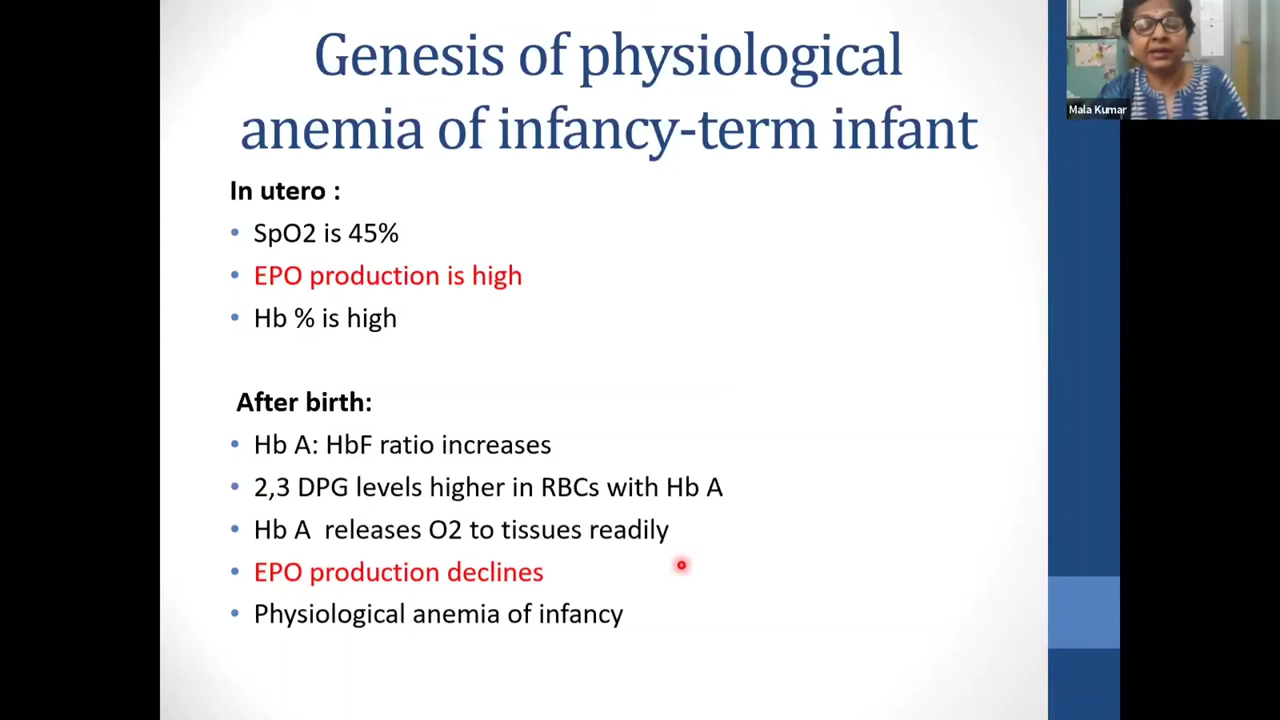 Genesis of physiological
anemia of infancy-term infant
Mala Kumar
In utero :
• SpO2 is 45%
• EPO production is high
• Hb % is high
After birth:
• Hb A: HbF ratio increases
• 2,3 DPG levels higher in RBCs with Hb A
• Hb A  releases O2 to tissues readily
• EPO production declines
• Physiological anemia of infancy